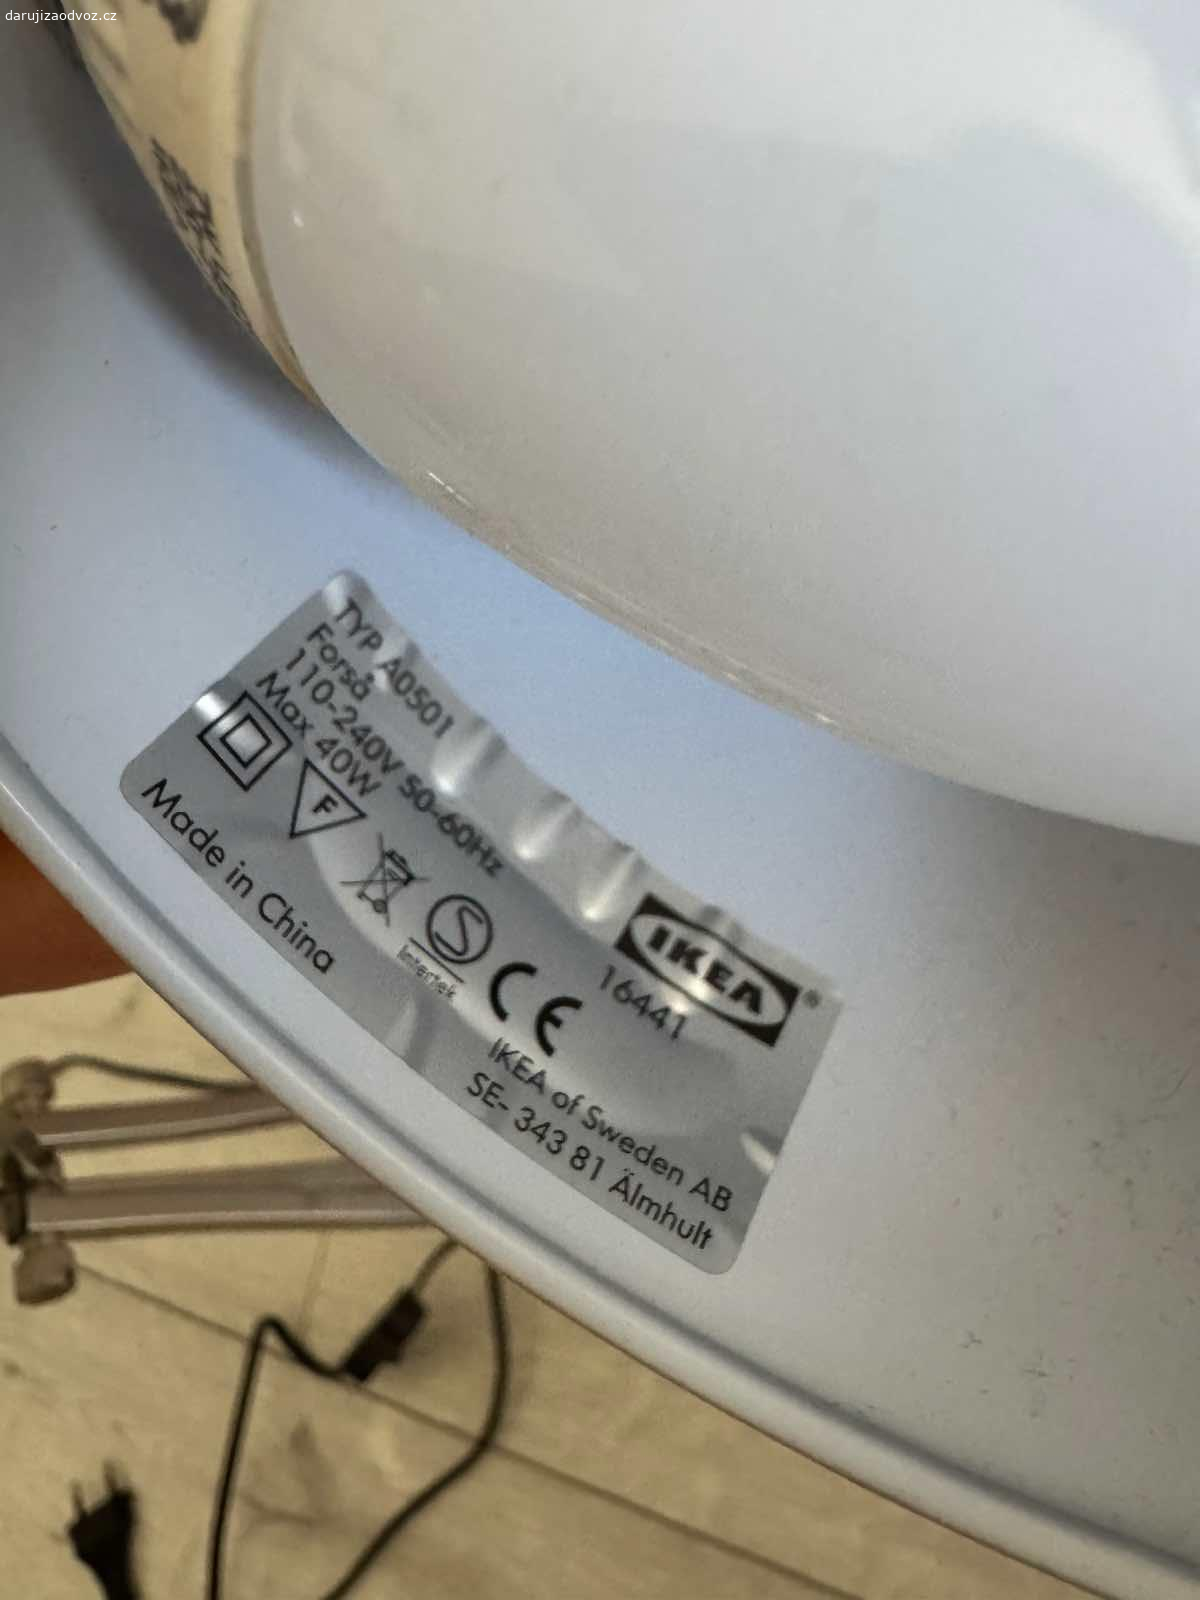 darujizaodvoz.cz
TYP A0501
Forså
110-240V 50-60Hz
Max 40W
F
Made in China
S
Intertek
CE
IKEA®
16441
IKEA of Sweden AB
SE- 343 81 Älmhult